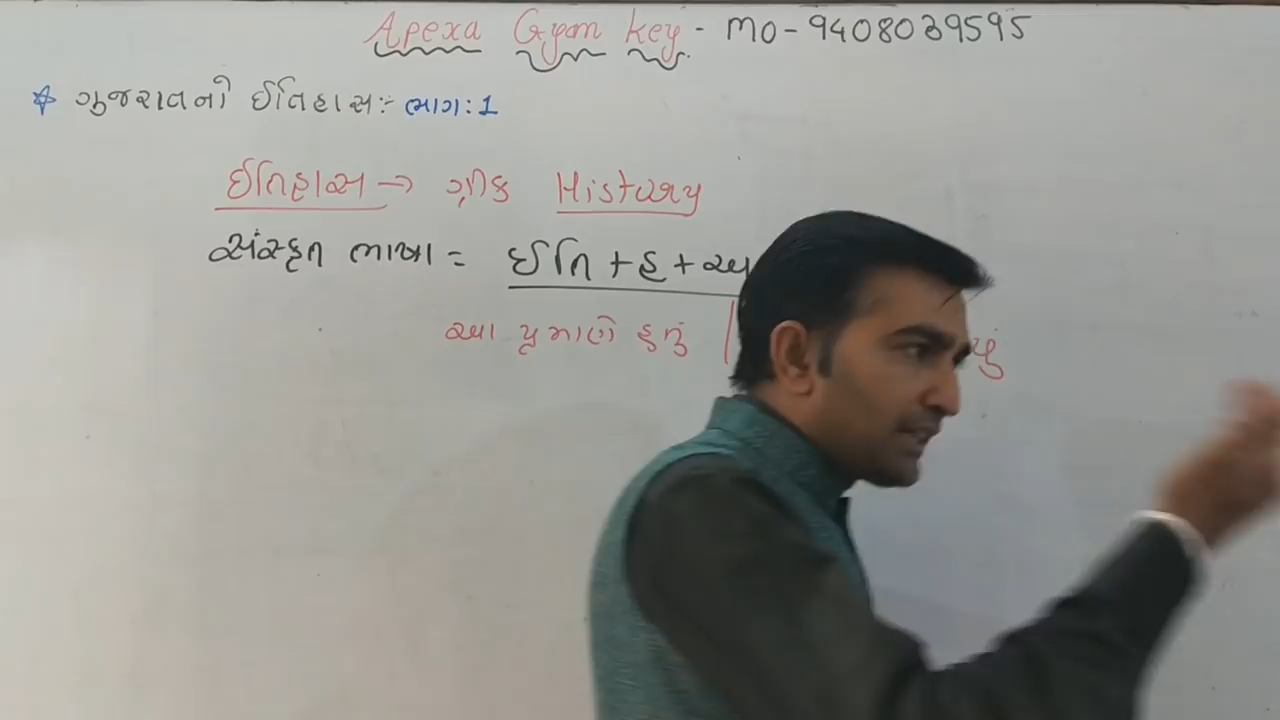 Apexa Gyan key - MO-9408039595
☆ ગુજરાતનો ઈતિહાસ:- ભાગ:1
ઈતિહાસ → ગ્રીક History
સંસ્કૃત ભાષા = ઈતિ + હ + આ
આ પ્રમાણે હતું |